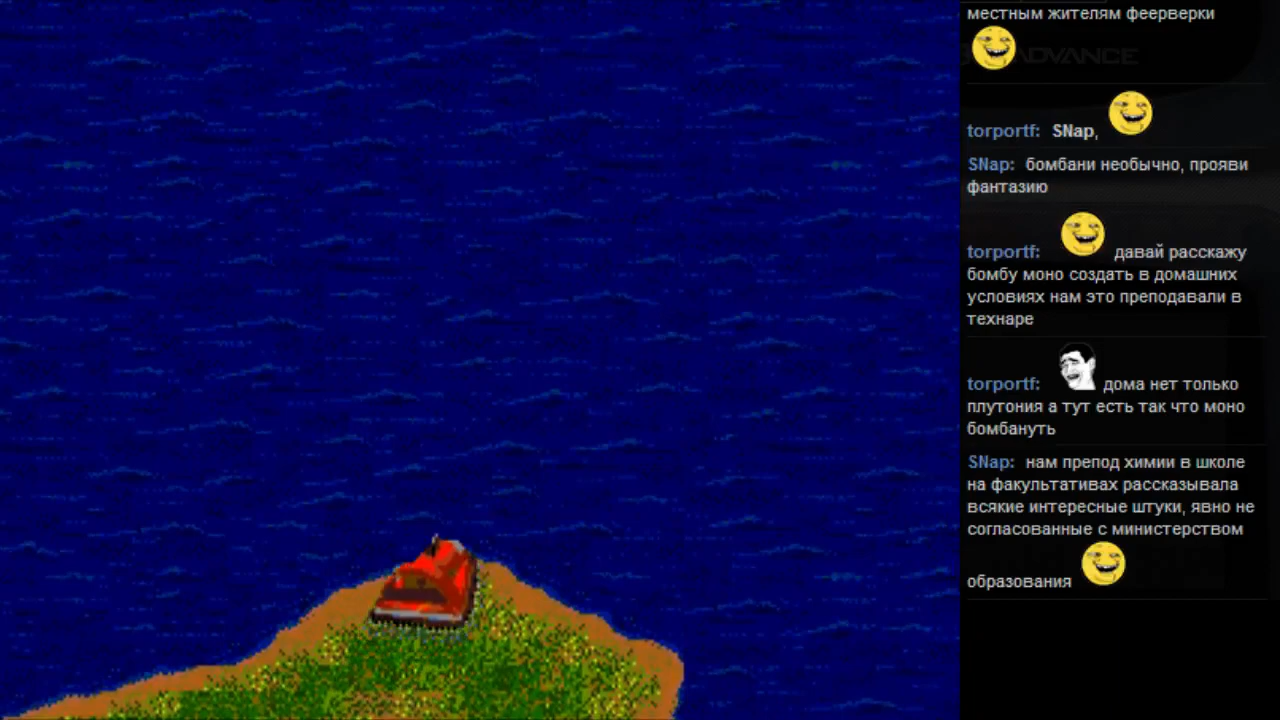 местным жителям феерверки
ADVANCE
torportf: SNap,
SNap: бомбани необычно, прояви
фантазию
torportf: давай расскажу
бомбу моно создать в домашних
условиях нам это преподавали в
технаре
torportf: дома нет только
плутония а тут есть так что моно
бомбануть
SNap: нам препод химии в школе
на факультативах рассказывала
всякие интересные штуки, явно не
согласованные с министерством
образования